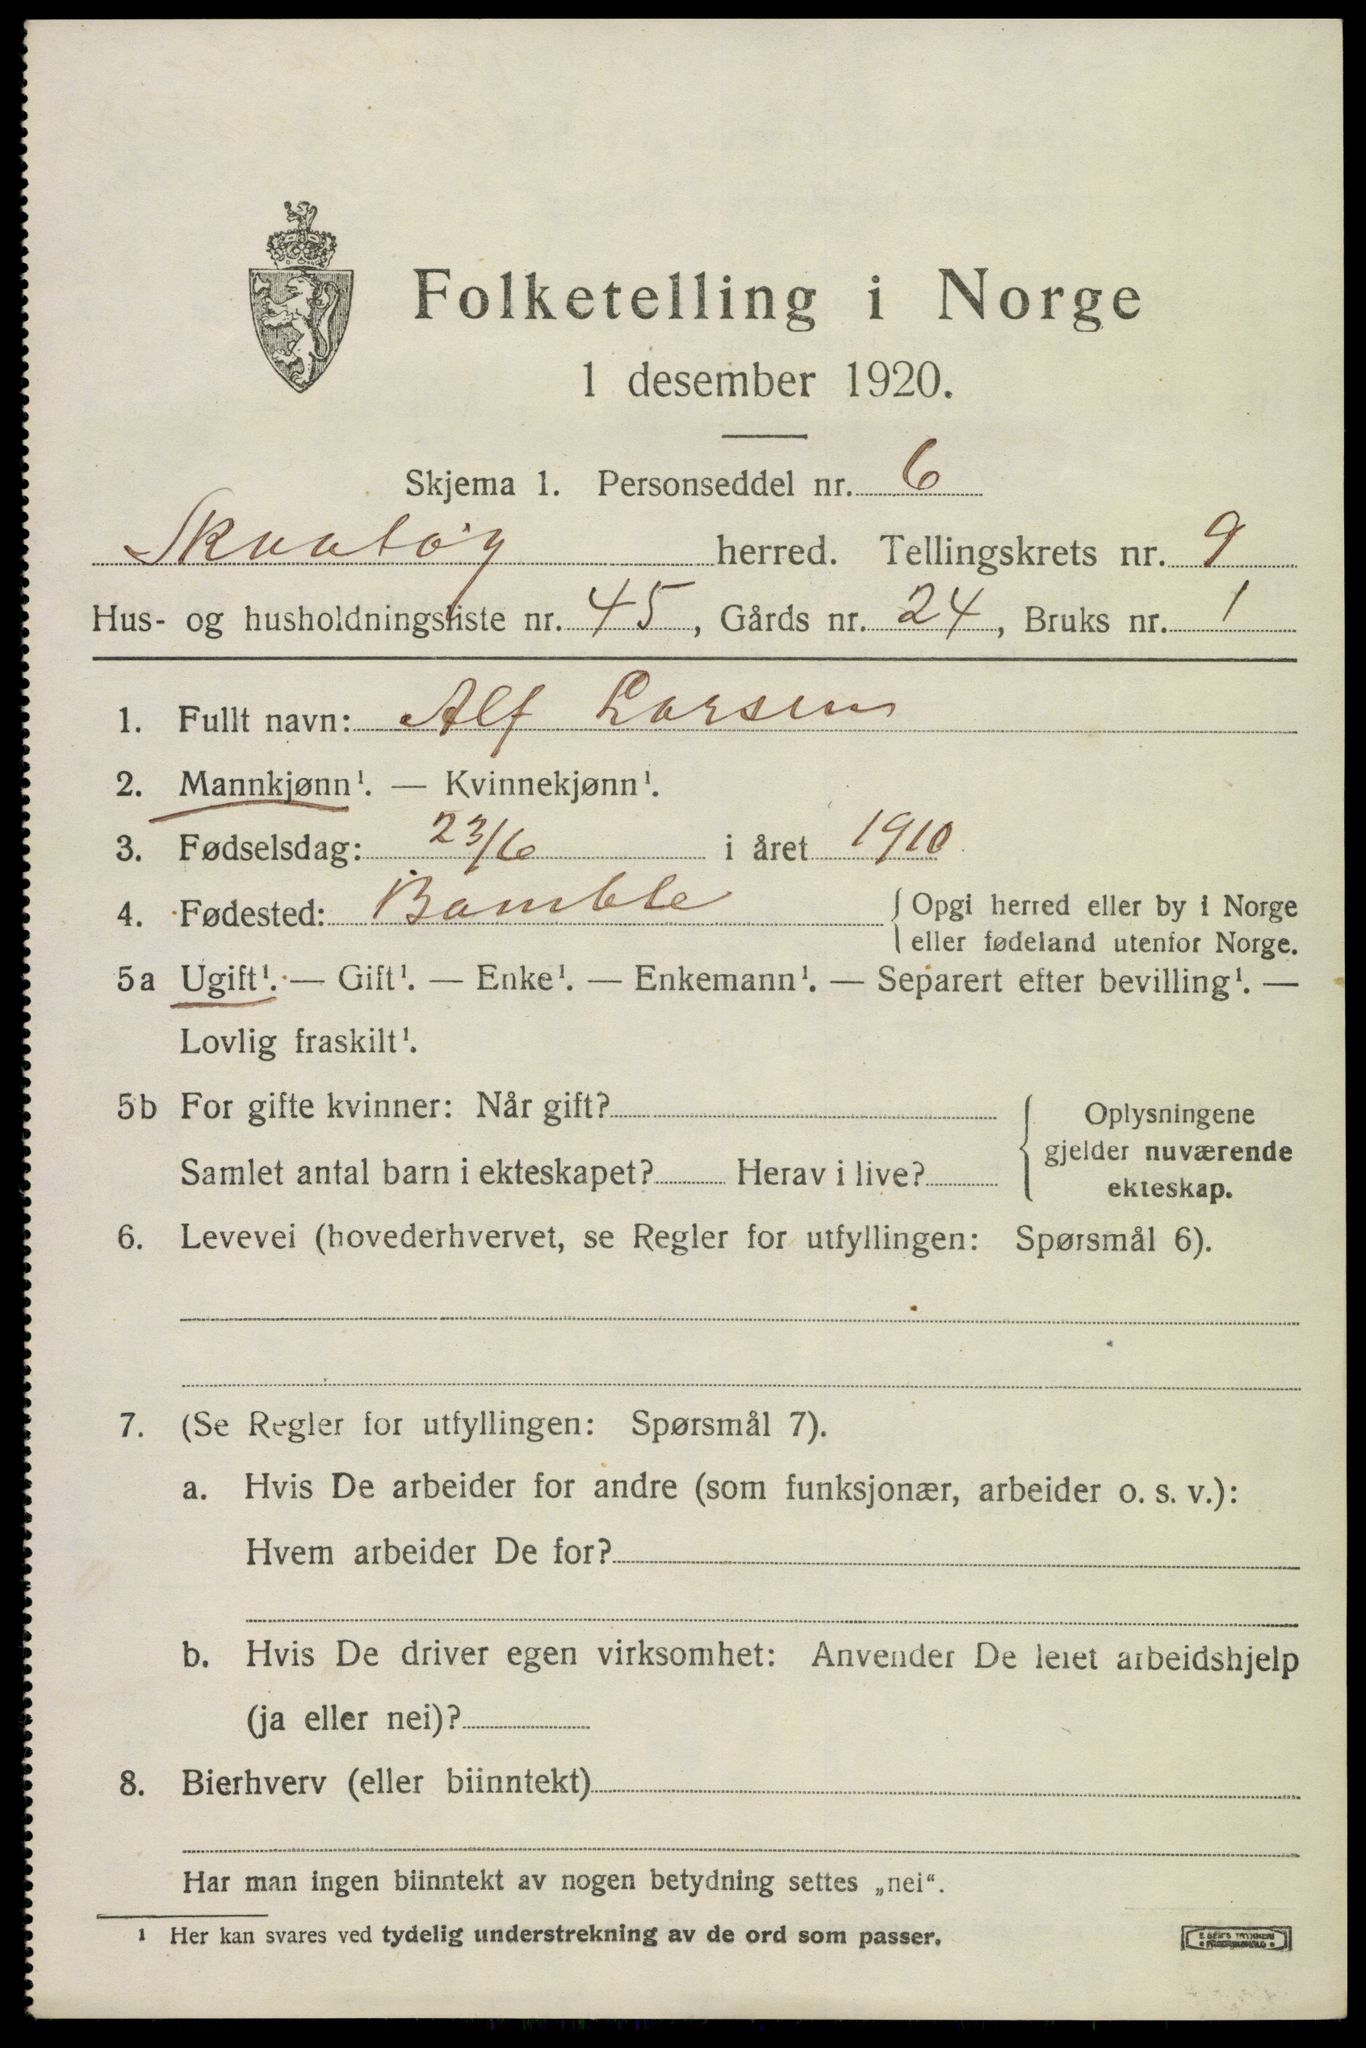 Folketelling i Norge
1 desember 1920.
Skjema 1. Personseddel nr. 6
Skaatøy herred. Tellingskrets nr. 9
Hus- og husholdningsliste nr. 45, Gårds nr. 24, Bruks nr. 1
1. Fullt navn: Alf Larsen
2. Mannkjønn¹. — Kvinnekjønn¹.
3. Fødselsdag: 23/6 i året 1910
4. Fødested: Bamble { Opgi herred eller by i Norge
eller fødeland utenfor Norge.
5a Ugift¹. — Gift¹. — Enke¹. — Enkemann¹. — Separert efter bevilling¹. —
Lovlig fraskilt¹.
5b For gifte kvinner: Når gift?
Samlet antal barn i ekteskapet? Herav i live?
{ Oplysningene
gjelder nuværende
ekteskap.
6. Levevei (hovederhvervet, se Regler for utfyllingen: Spørsmål 6).
7. (Se Regler for utfyllingen: Spørsmål 7).
a. Hvis De arbeider for andre (som funksjonær, arbeider o. s. v.):
Hvem arbeider De for?
b. Hvis De driver egen virksomhet: Anvender De leiet arbeidshjelp
(ja eller nei)?
8. Bierhverv (eller biinntekt)
Har man ingen biinntekt av nogen betydning settes „nei“.
¹ Her kan svares ved tydelig understrekning av de ord som passer.